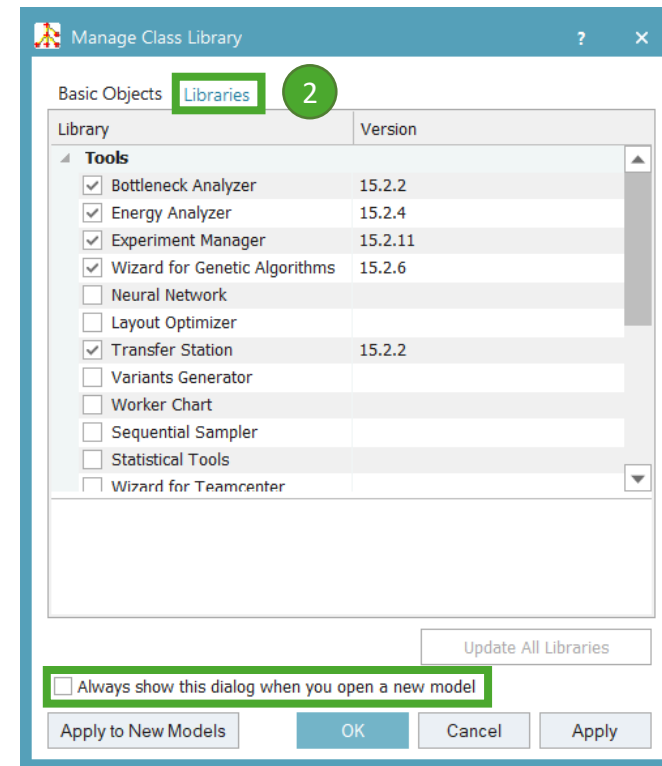 Manage Class Library ? ×
Basic Objects Libraries 2
Library Version
Tools
Bottleneck Analyzer 15.2.2
Energy Analyzer 15.2.4
Experiment Manager 15.2.11
Wizard for Genetic Algorithms 15.2.6
Neural Network
Layout Optimizer
Transfer Station 15.2.2
Variants Generator
Worker Chart
Sequential Sampler
Statistical Tools
Wizard for Teamcenter
Update All Libraries
Always show this dialog when you open a new model
Apply to New Models OK Cancel Apply